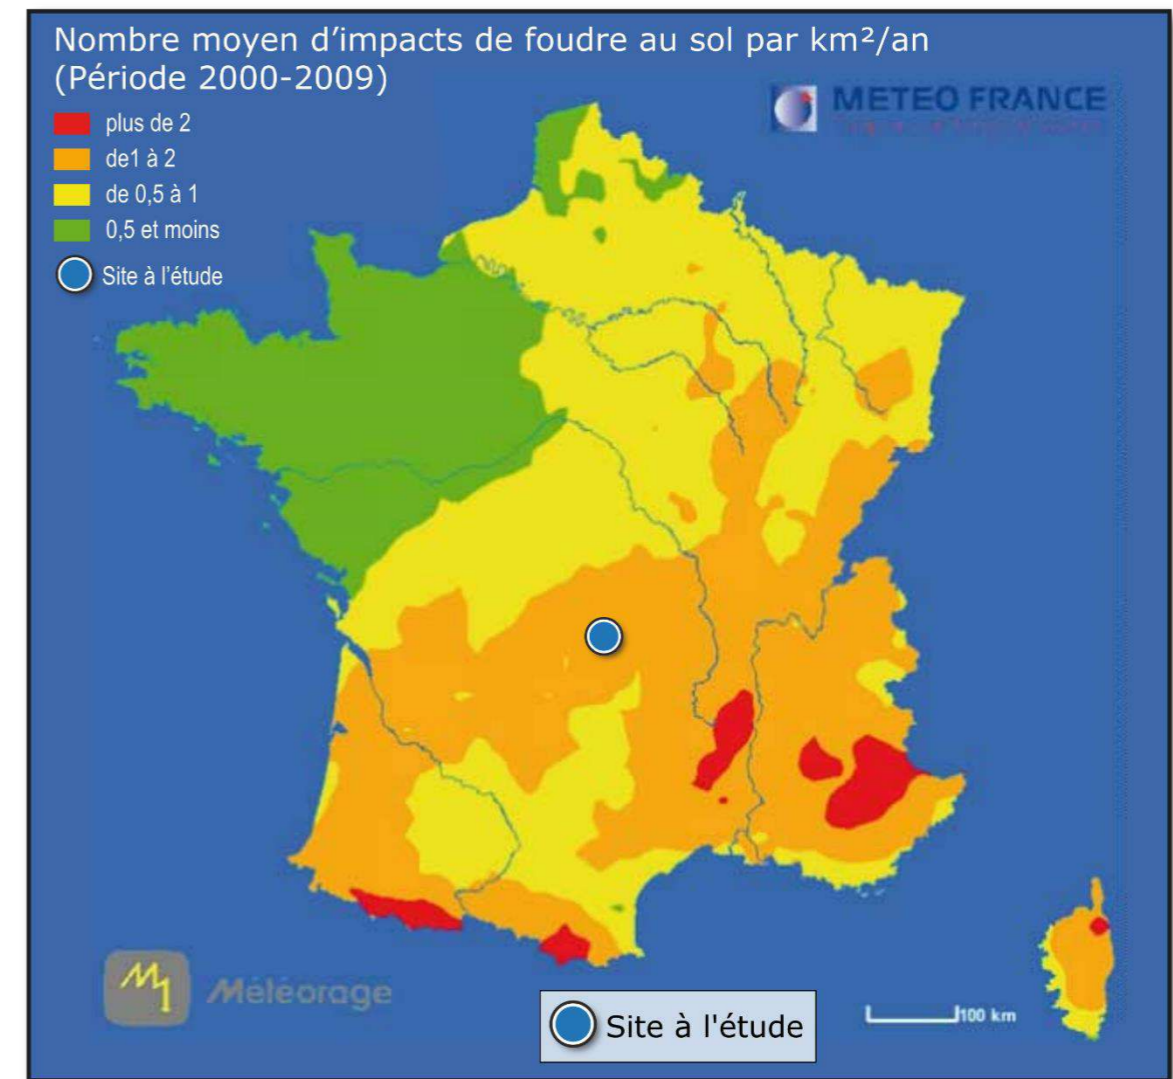 Nombre moyen d’impacts de foudre au sol par km²/an
(Période 2000-2009)
METEO FRANCE
plus de 2
de1 à 2
de 0,5 à 1
0,5 et moins
Site à l’étude
Météorage
Site à l'étude
100 km